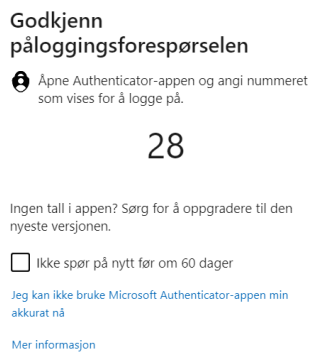 Godkjenn
påloggingsforespørselen
Åpne Authenticator-appen og angi nummeret
som vises for å logge på.
28
Ingen tall i appen? Sørg for å oppgradere til den
nyeste versjonen.
Ikke spør på nytt før om 60 dager
Jeg kan ikke bruke Microsoft Authenticator-appen min
akkurat nå
Mer informasjon